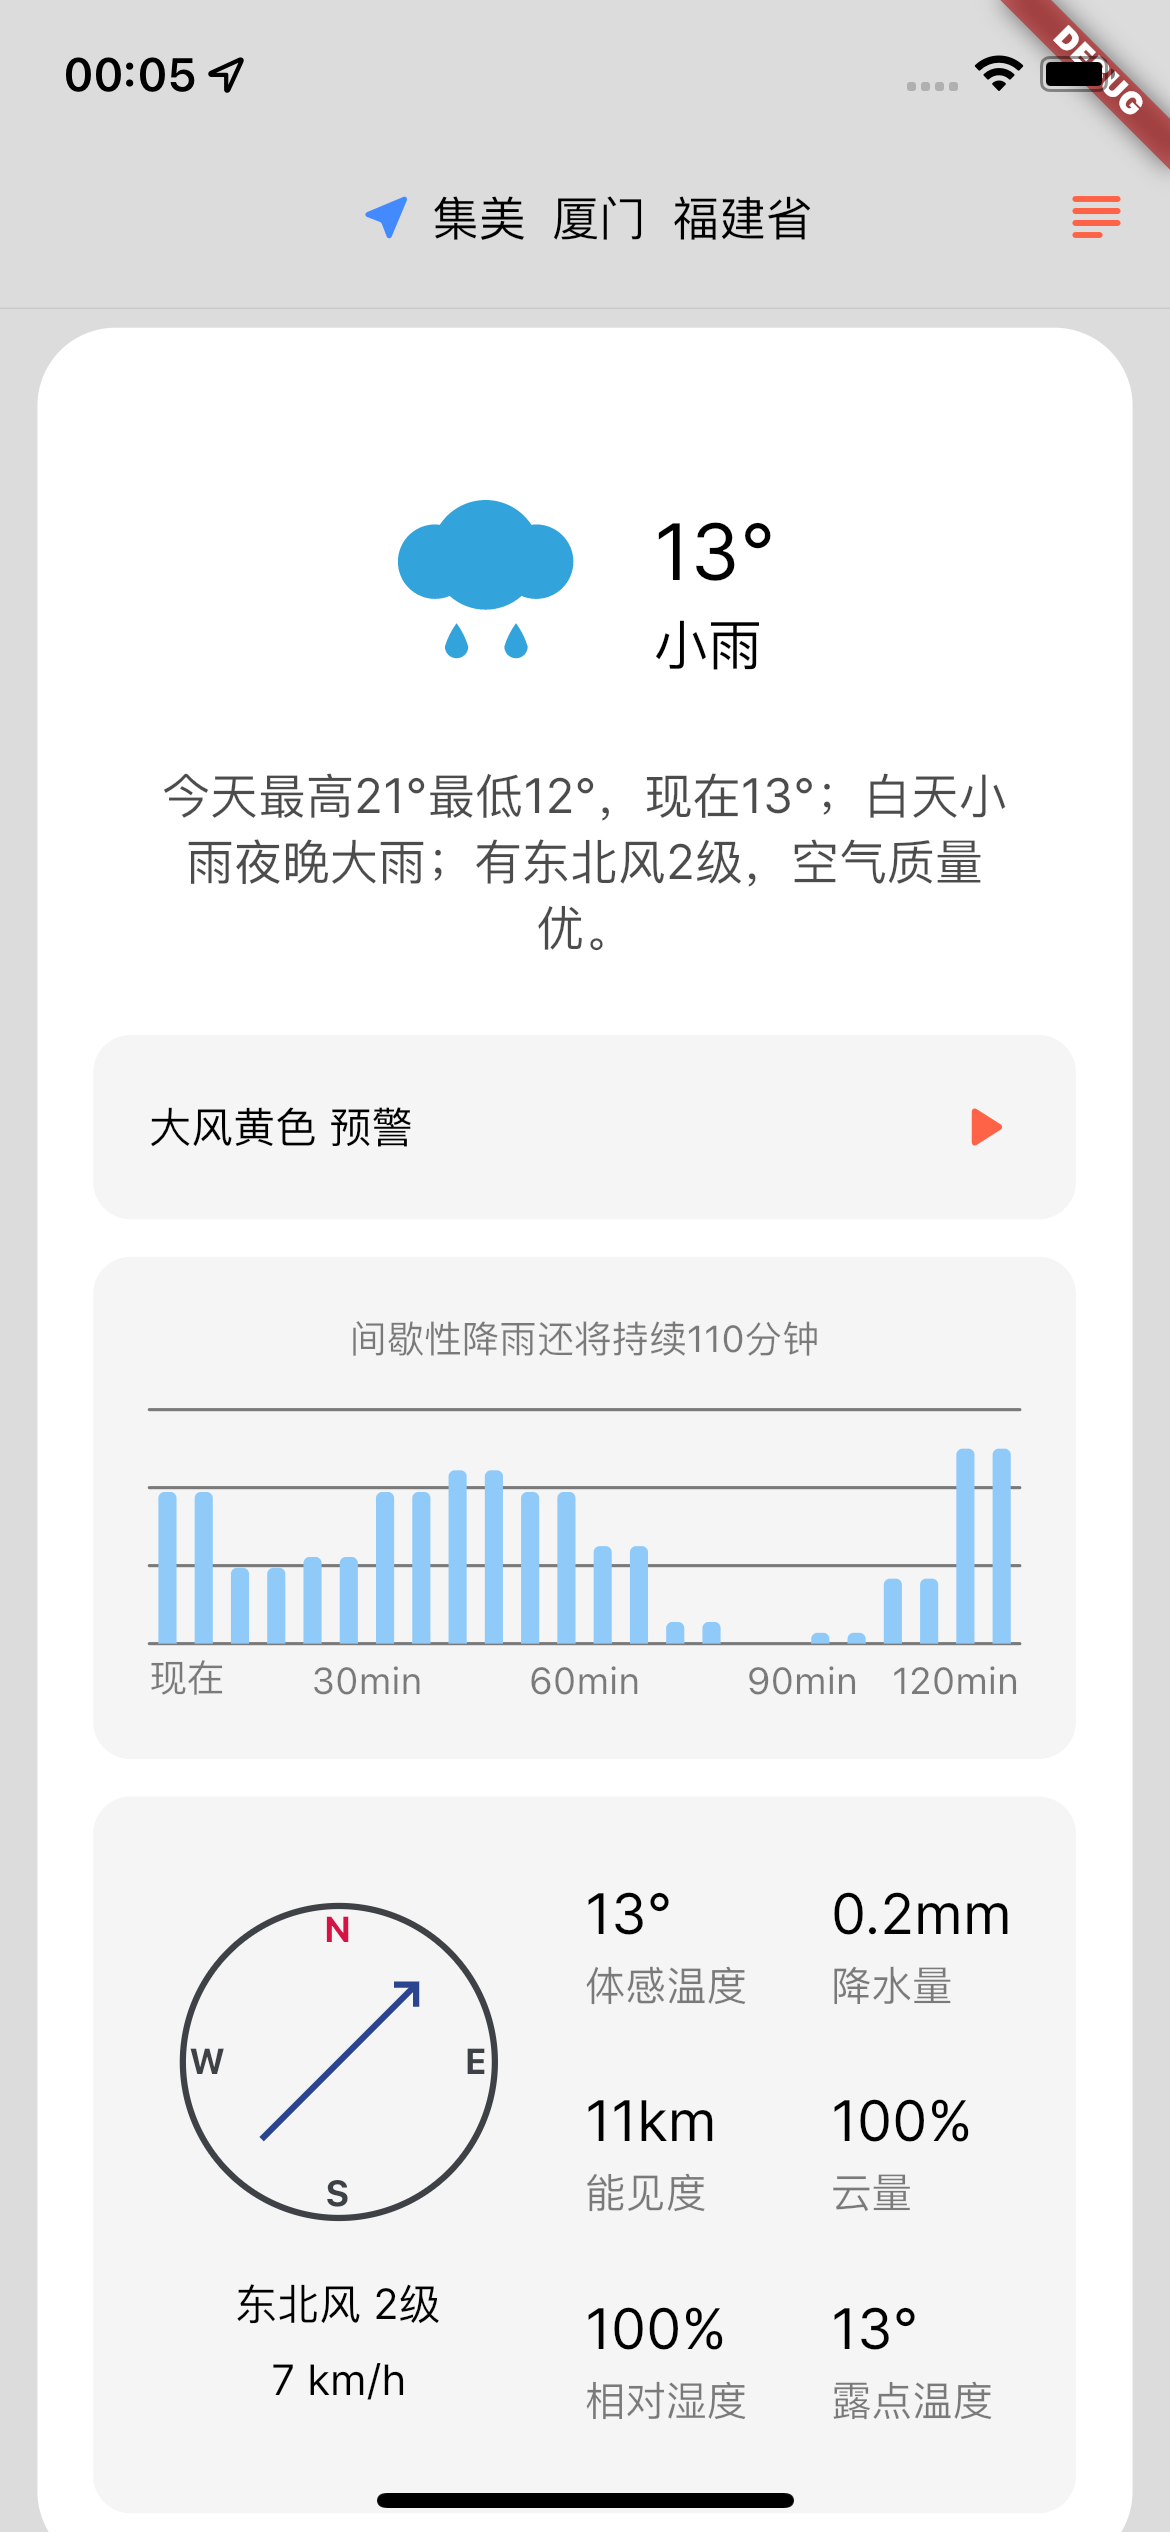 00:05
DEBUG
集美 厦门 福建省
13°
小雨
今天最高21°最低12°，现在13°；白天小
雨夜晚大雨；有东北风2级，空气质量
优。
大风黄色 预警
间歇性降雨还将持续110分钟
现在 30min 60min 90min 120min
N
W E
S
东北风 2级
7 km/h
13° 0.2mm
体感温度 降水量
11km 100%
能见度 云量
100% 13°
相对湿度 露点温度